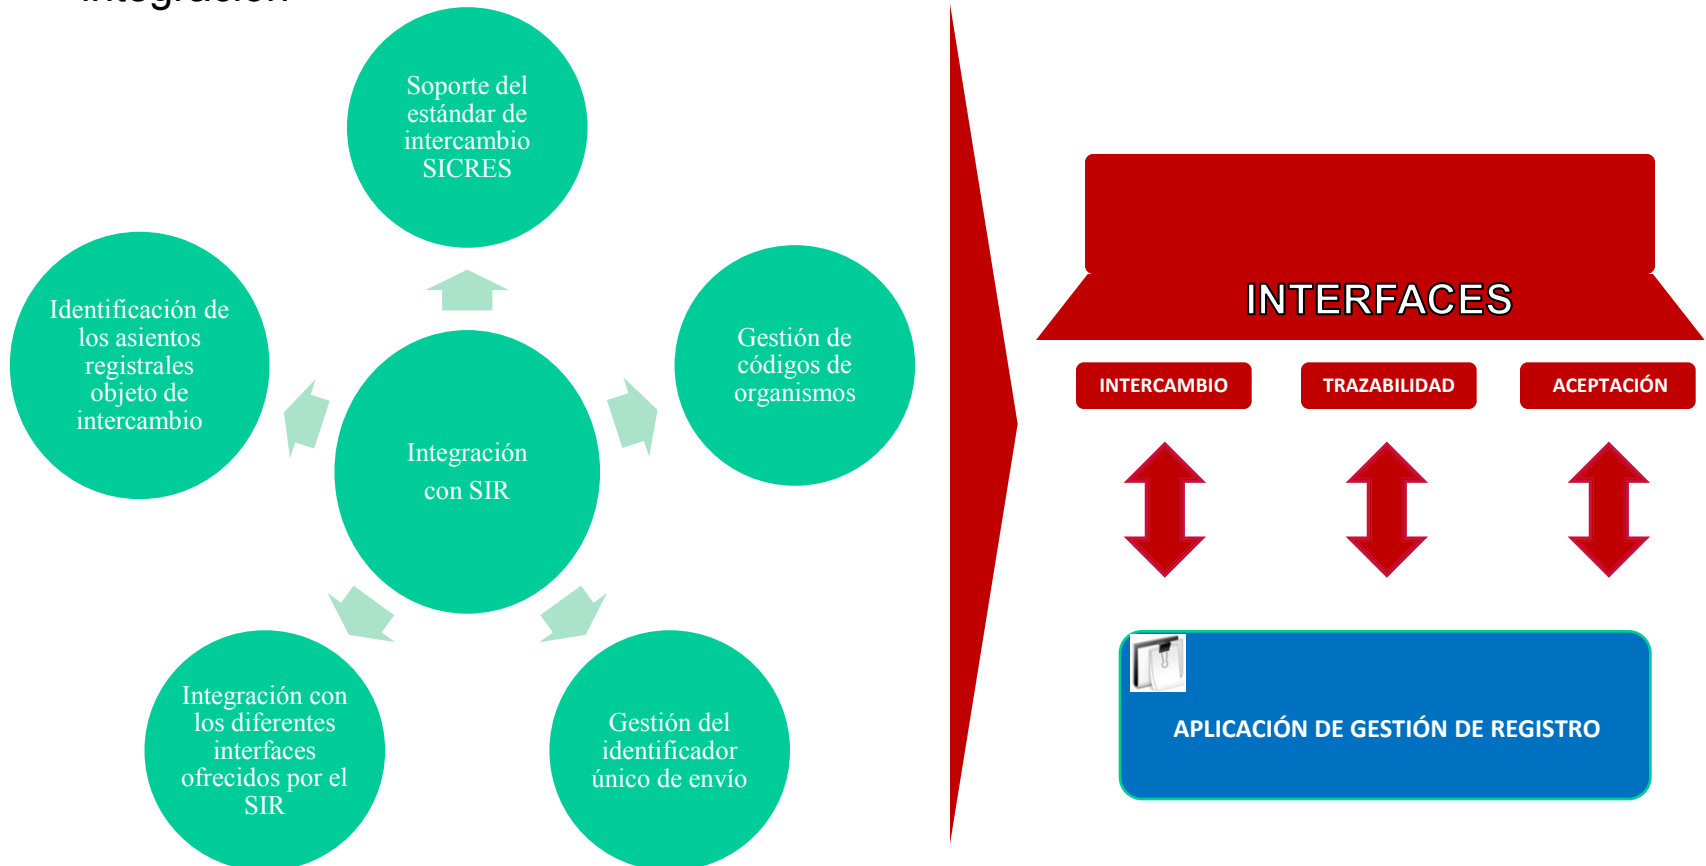 integración
Soporte del
estándar de
intercambio
SICRES
Identificación de
los asientos
registrales
objeto de
intercambio
Gestión de
códigos de
organismos
Integración
con SIR
Integración con
los diferentes
interfaces
ofrecidos por el
SIR
Gestión del
identificador
único de envío
INTERFACES
INTERCAMBIO
TRAZABILIDAD
ACEPTACIÓN
APLICACIÓN DE GESTIÓN DE REGISTRO